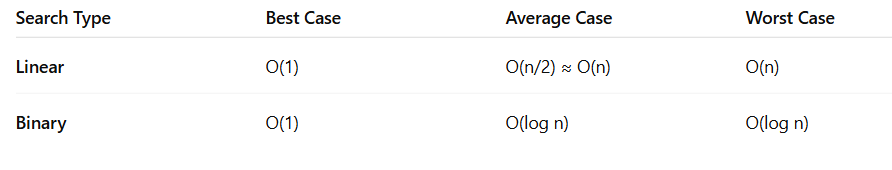 Search Type Best Case Average Case Worst Case
Linear O(1) O(n/2) ≈ O(n) O(n)
Binary O(1) O(log n) O(log n)